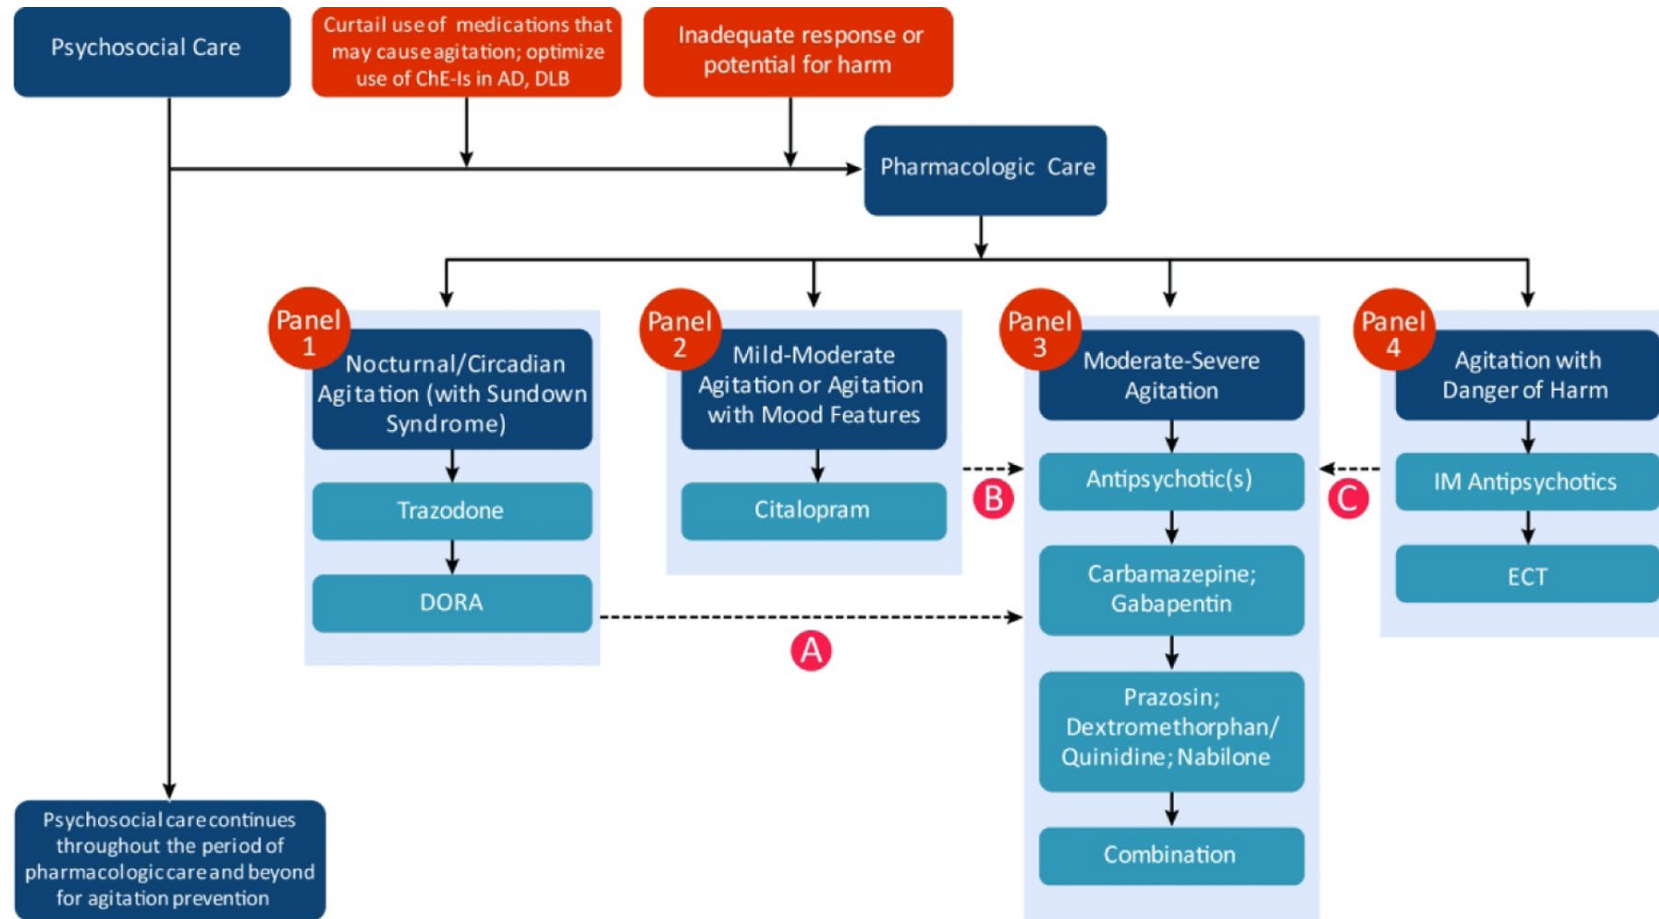 Psychosocial Care
Curtail use of medications that
may cause agitation; optimize
use of ChE-Is in AD, DLB
Inadequate response or
potential for harm
Pharmacologic Care
Panel
1
Nocturnal/Circadian
Agitation (with Sundown
Syndrome)
Trazodone
DORA
A
Panel
2
Mild-Moderate
Agitation or Agitation
with Mood Features
Citalopram
B
Panel
3
Moderate-Severe
Agitation
Antipsychotic(s)
Carbamazepine;
Gabapentin
Prazosin;
Dextromethorphan/
Quinidine; Nabilone
Combination
C
Panel
4
Agitation with
Danger of Harm
IM Antipsychotics
ECT
Psychosocial care continues
throughout the period of
pharmacologic care and beyond
for agitation prevention